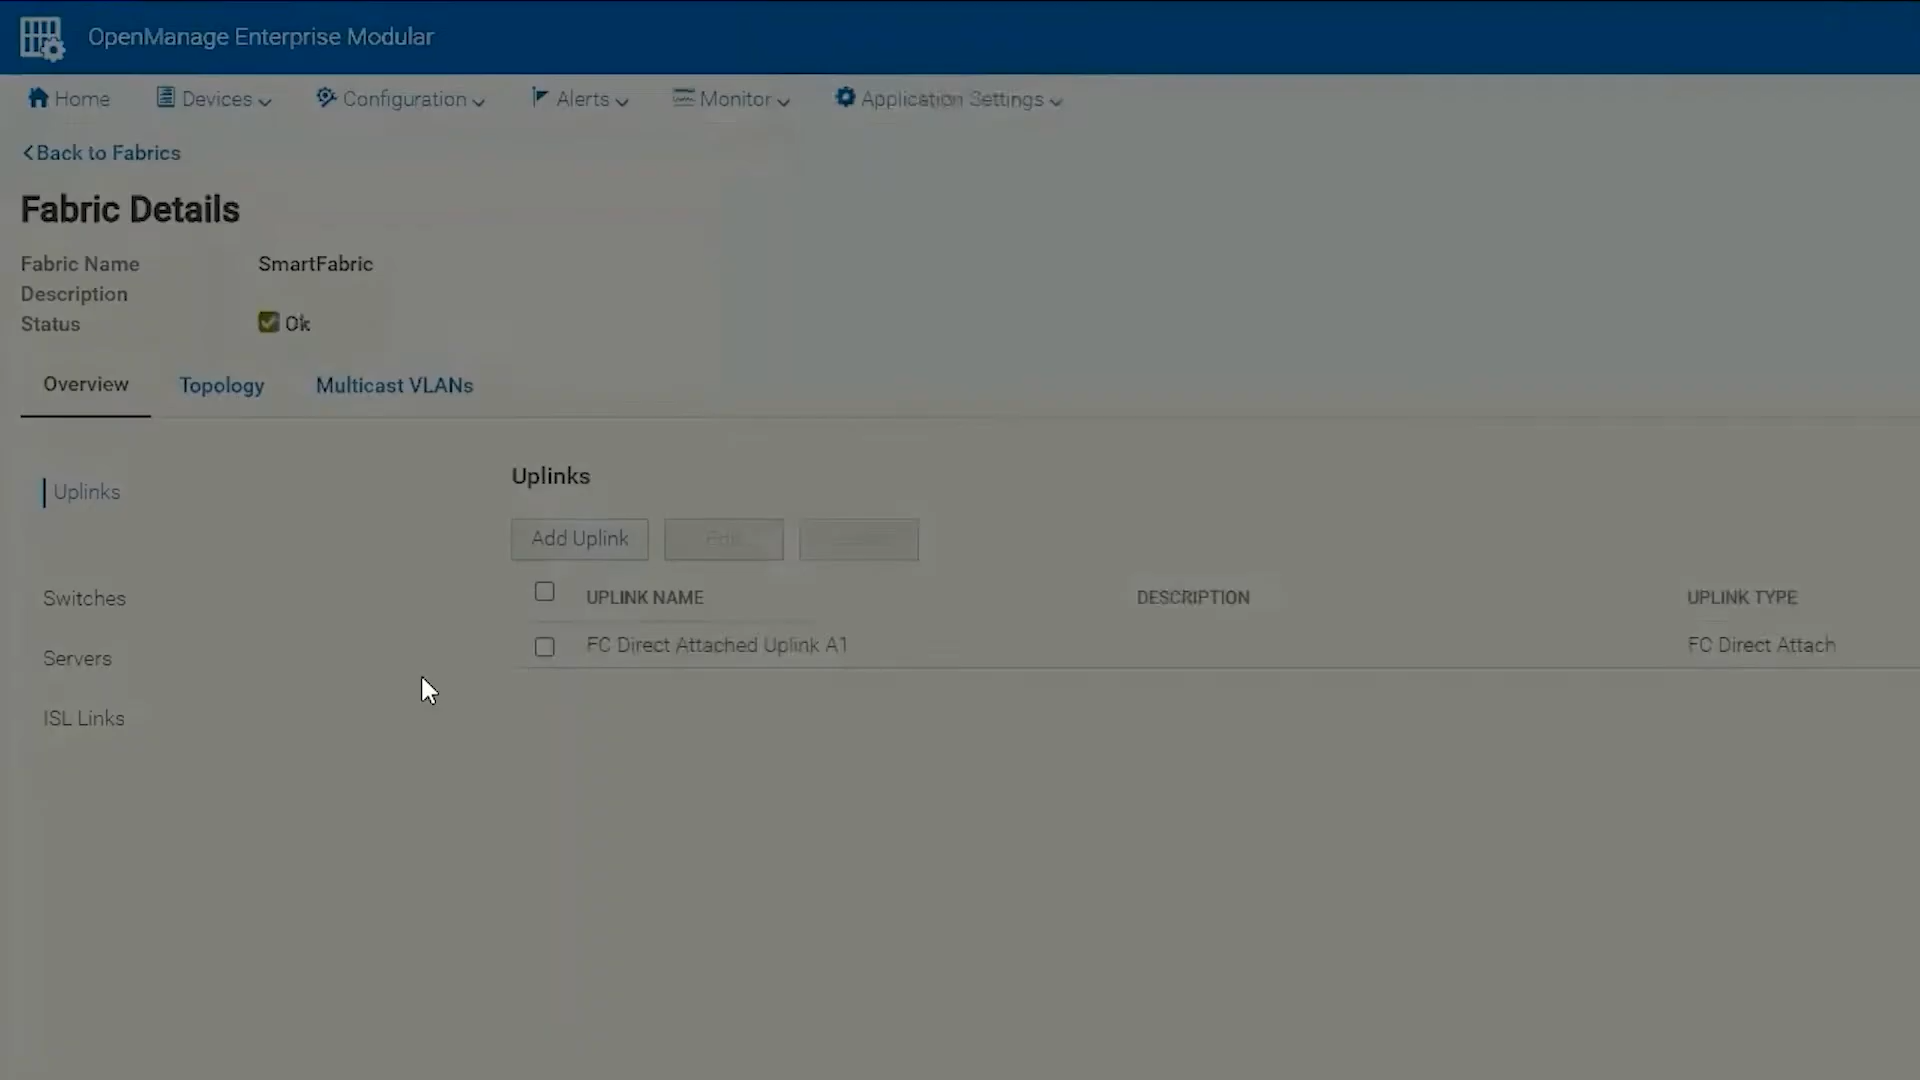 OpenManage Enterprise Modular
Home Devices Configuration Alerts Monitor Application Settings
Back to Fabrics
Fabric Details
Fabric Name SmartFabric
Description
Status Ok
Overview Topology Multicast VLANs
Uplinks
Switches
Servers
ISL Links
Uplinks
Add Uplink Edit
UPLINK NAME DESCRIPTION UPLINK TYPE
FC Direct Attached Uplink A1 FC Direct Attach